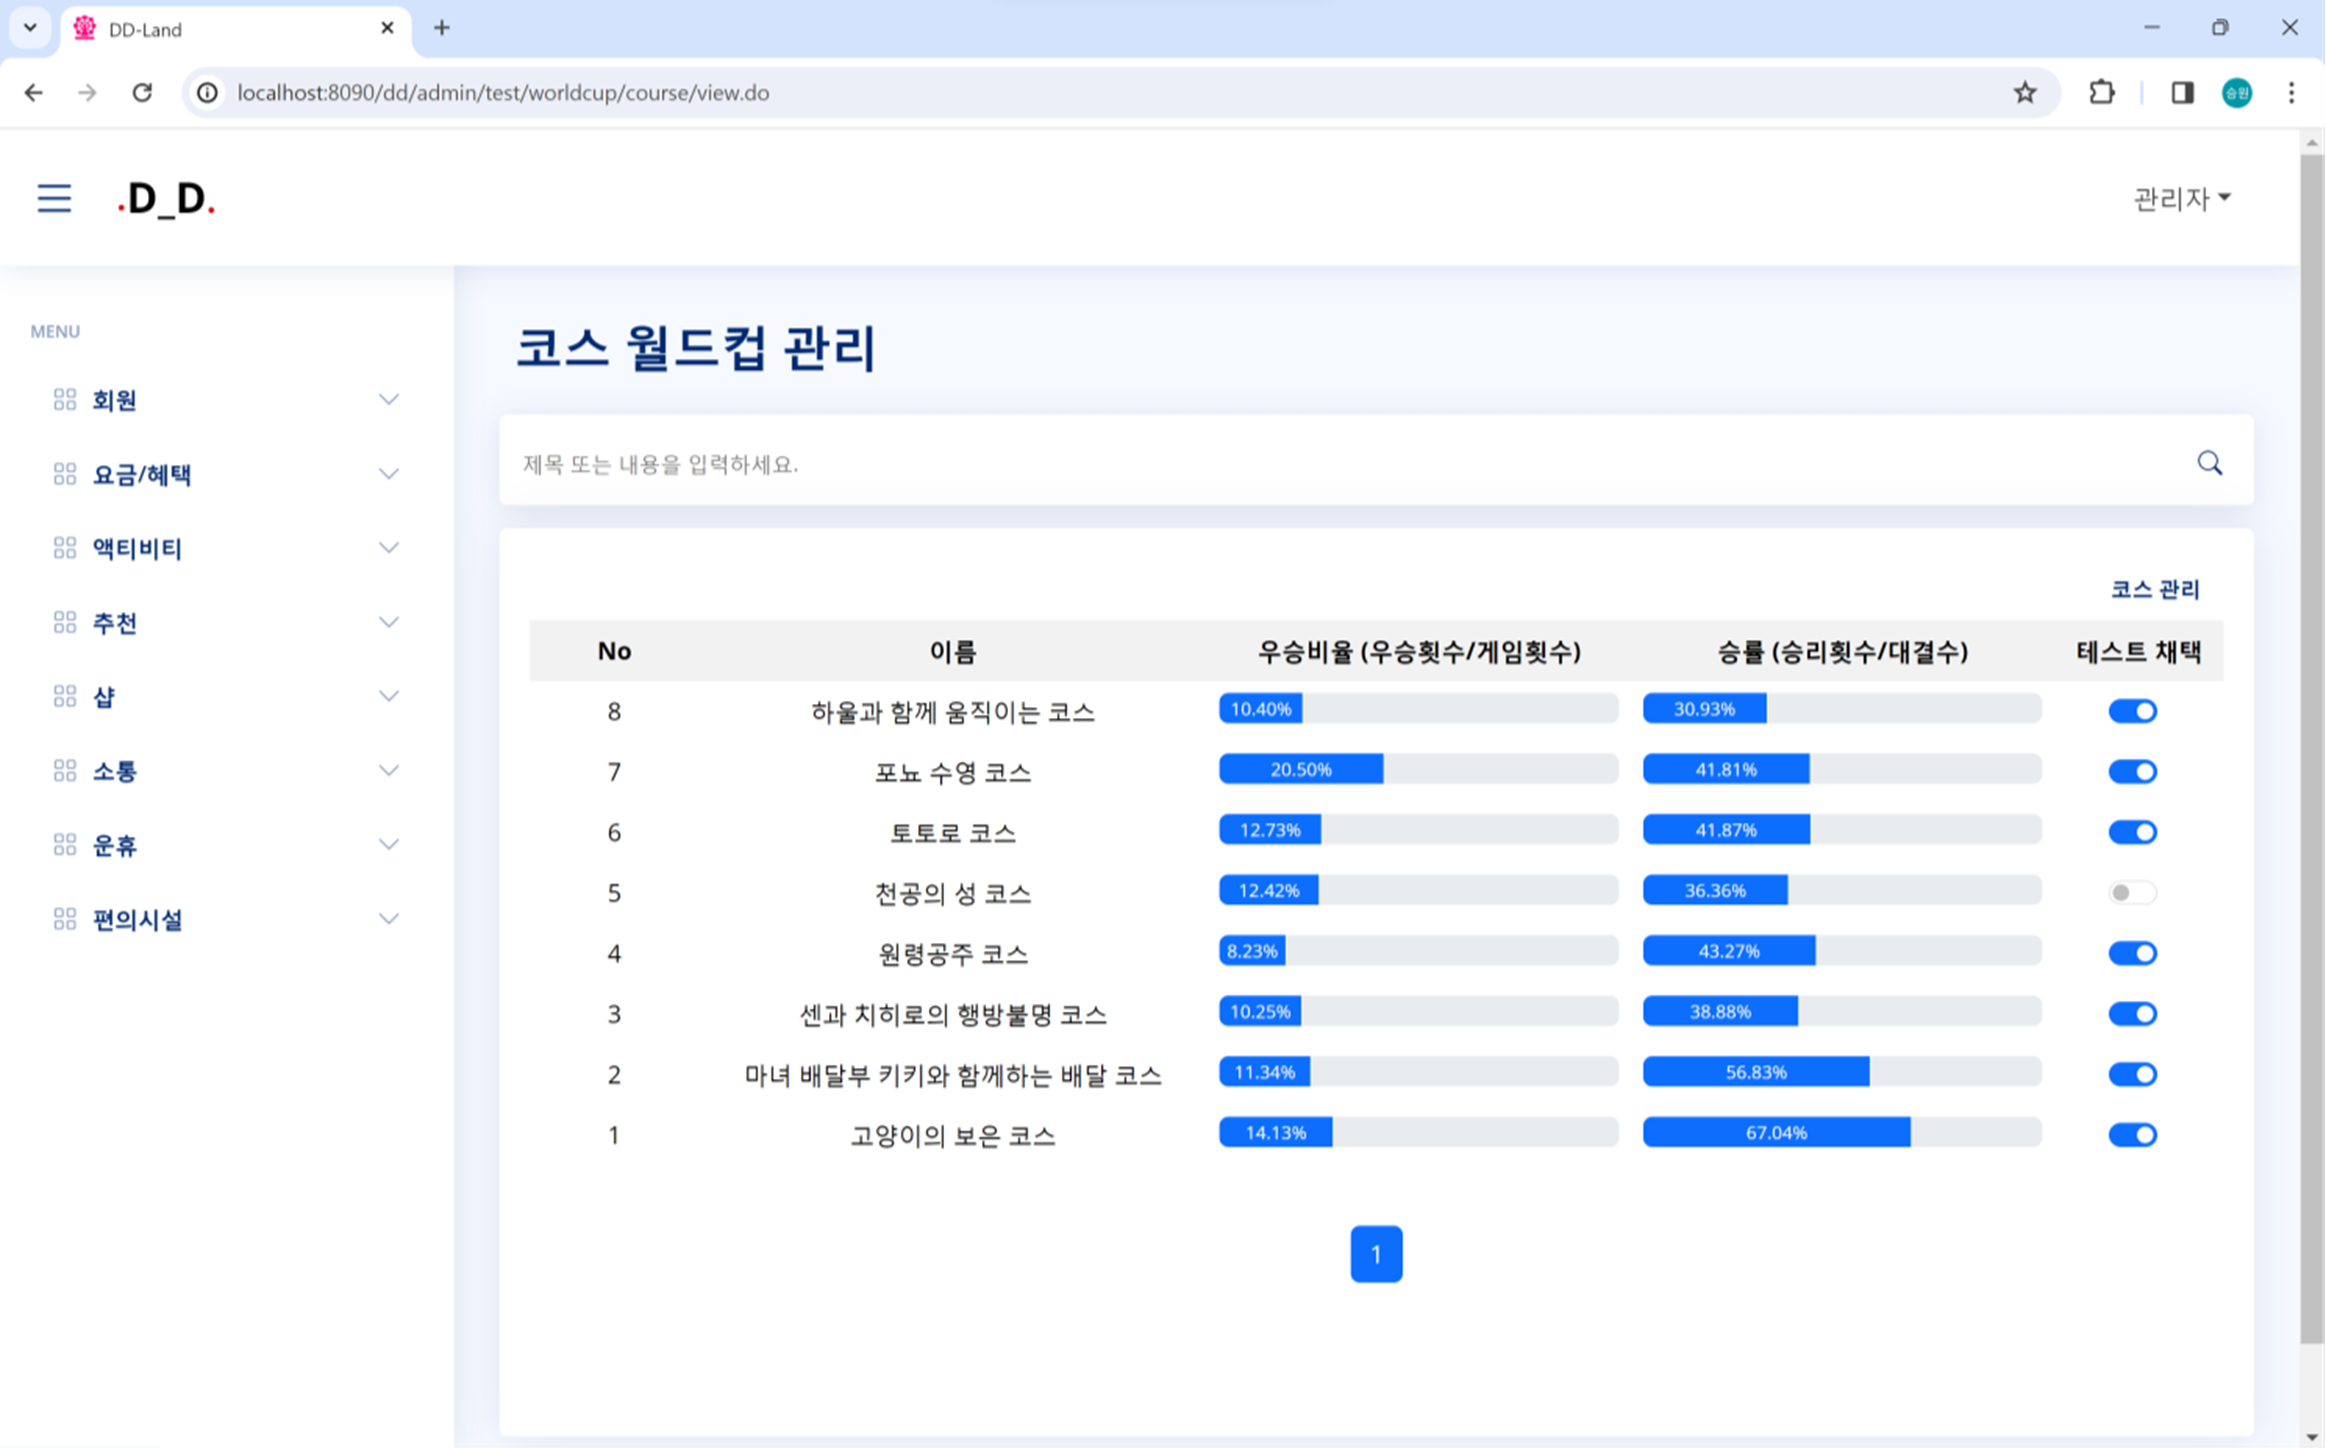 DD-Land
localhost:8090/dd/admin/test/worldcup/course/view.do
승원
.D_D.
관리자
MENU
회원
요금/혜택
액티비티
추천
샵
소통
운휴
편의시설
코스 월드컵 관리
제목 또는 내용을 입력하세요.
코스 관리
No 이름 우승비율 (우승횟수/게임횟수) 승률 (승리횟수/대결수) 테스트 채택
8 하울과 함께 움직이는 코스 10.40% 30.93%
7 포뇨 수영 코스 20.50% 41.81%
6 토토로 코스 12.73% 41.87%
5 천공의 성 코스 12.42% 36.36%
4 원령공주 코스 8.23% 43.27%
3 센과 치히로의 행방불명 코스 10.25% 38.88%
2 마녀 배달부 키키와 함께하는 배달 코스 11.34% 56.83%
1 고양이의 보은 코스 14.13% 67.04%
1